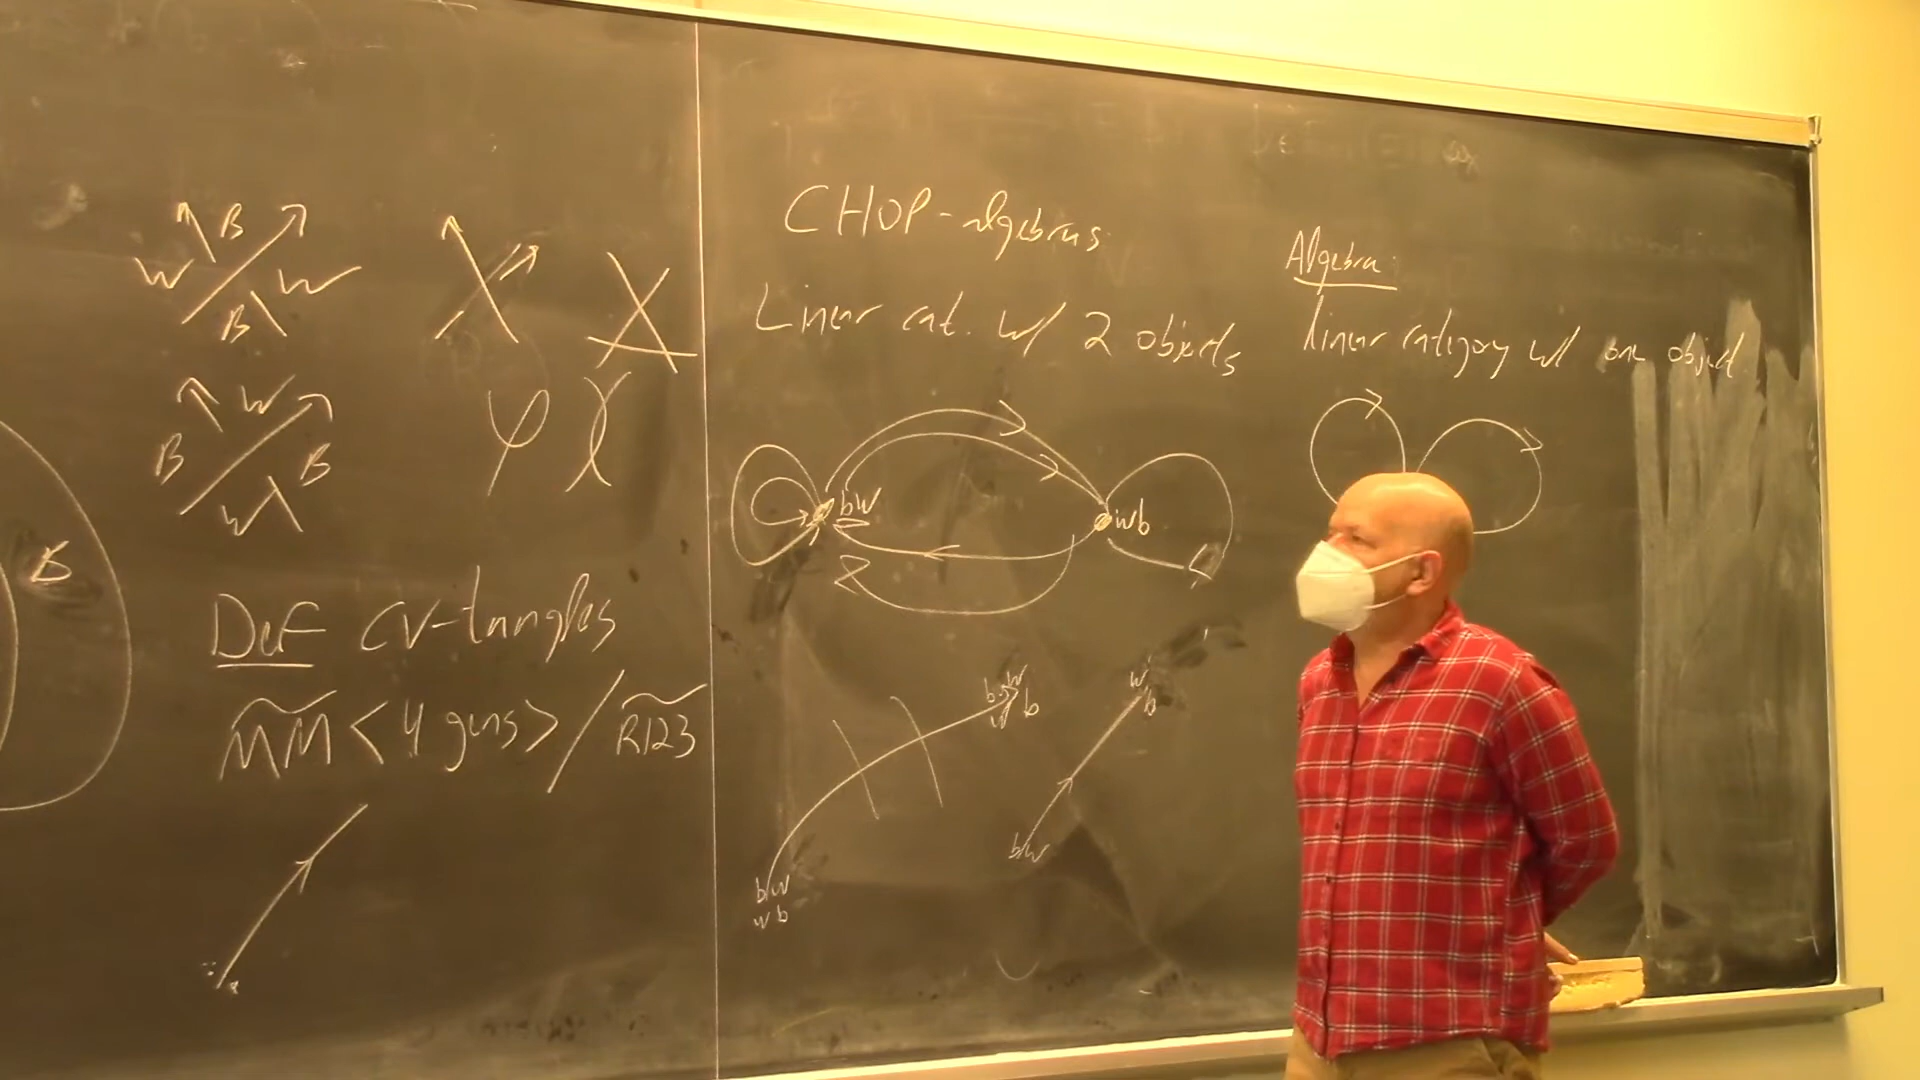 B
W W
B
W
B B
W
φ
B
Def CV-tangles
MM < 4 gens > / R123
CHOP-algebras
Linear cat. w/ 2 objects
bw wb
b w
w b
w
b
bw
wb
bw
Algebra:
linear category w/ one object